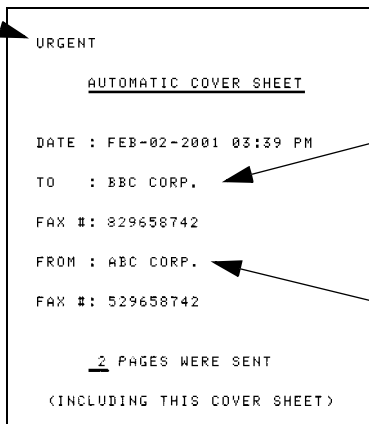 URGENT
AUTOMATIC COVER SHEET
DATE : FEB-02-2001 03:39 PM
TO : BBC CORP.
FAX #: 829658742
FROM : ABC CORP.
FAX #: 529658742
2 PAGES WERE SENT
(INCLUDING THIS COVER SHEET)